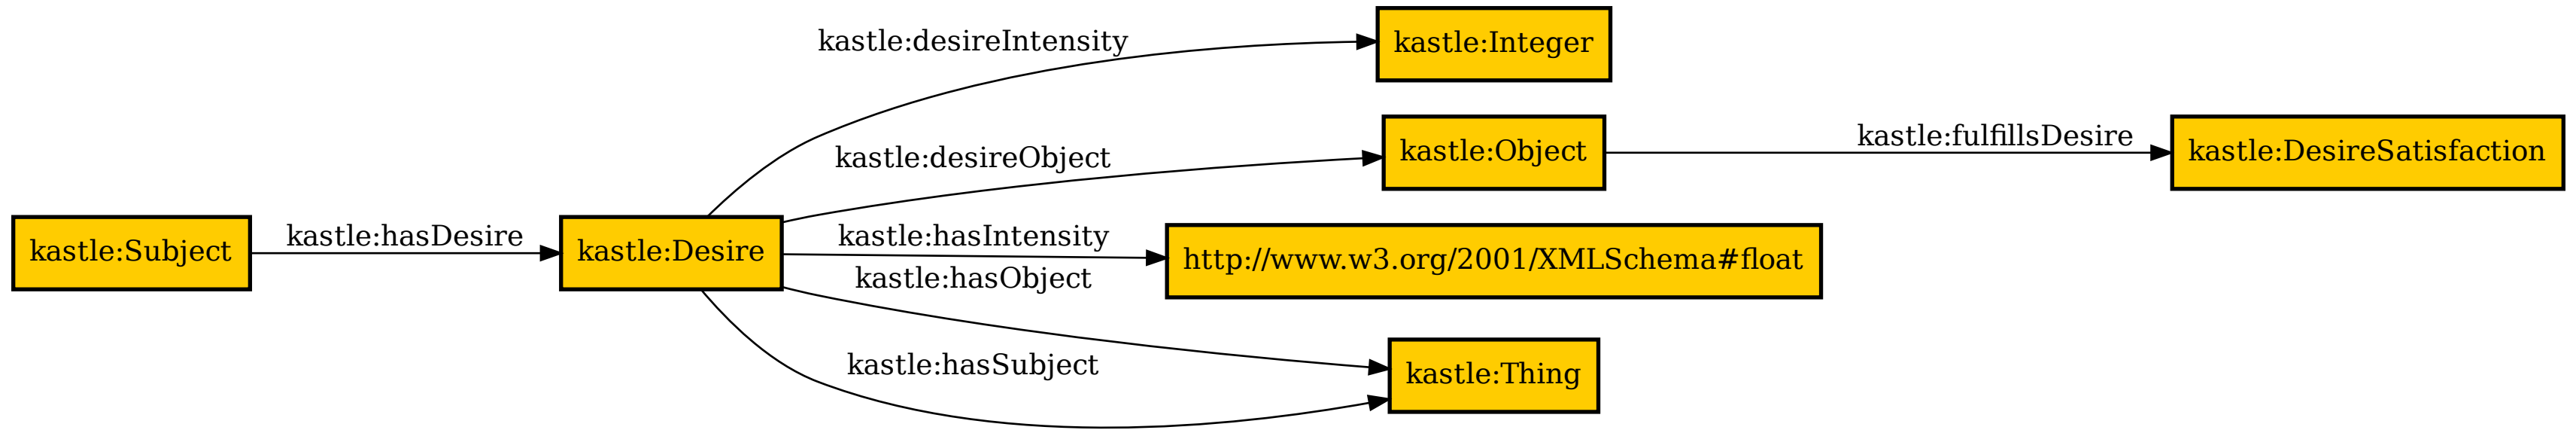 kastle:desireIntensity
kastle:Integer
kastle:desireObject
kastle:Object
kastle:fulfillsDesire
kastle:DesireSatisfaction
kastle:Subject
kastle:hasDesire
kastle:Desire
kastle:hasIntensity
http://www.w3.org/2001/XMLSchema#float
kastle:hasObject
kastle:hasSubject
kastle:Thing